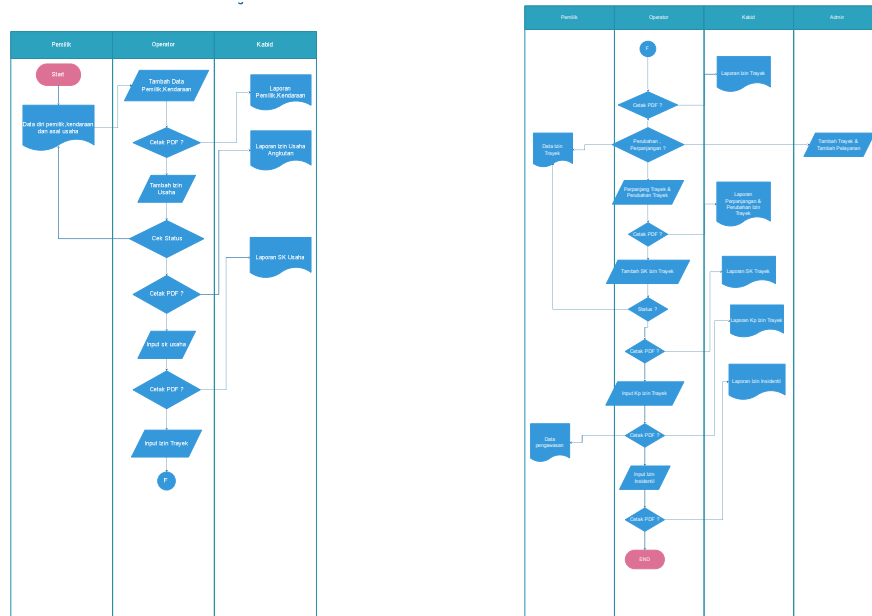 Pemilik
Operator
Kabid
Start
Tambah Data
Pemilik,Kendaraan
Laporan
Pemilik,Kendaraan
Data diri pemilik,kendaraan
dan asal usaha
Cetak PDF ?
Laporan Izin Usaha
Angkutan
Tambah Izin
Usaha
Cek Status
Laporan SK Usaha
Cetak PDF ?
Input sk usaha
Cetak PDF ?
Input Izin Trayek
F
Pemilik
Operator
Kabid
Admin
F
Laporan Izin Trayek
Cetak PDF ?
Data Izin
Trayek
Perubahan ,
Perpanjangan ?
Tambah Trayek &
Tambah Pelayanan
Perpanjang Trayek &
Perubahan Trayek
Laporan
Perpanjangan &
Perubahan Izin
Trayek
Cetak PDF ?
Tambah SK Izin Trayek
Laporan SK Trayek
Status ?
Laporan Kp Izin Trayek
Cetak PDF ?
Laporan Izin Insidentil
Input Kp Izin Trayek
Data
pengawasan
Cetak PDF ?
Input Izin
Insidentil
Cetak PDF ?
END